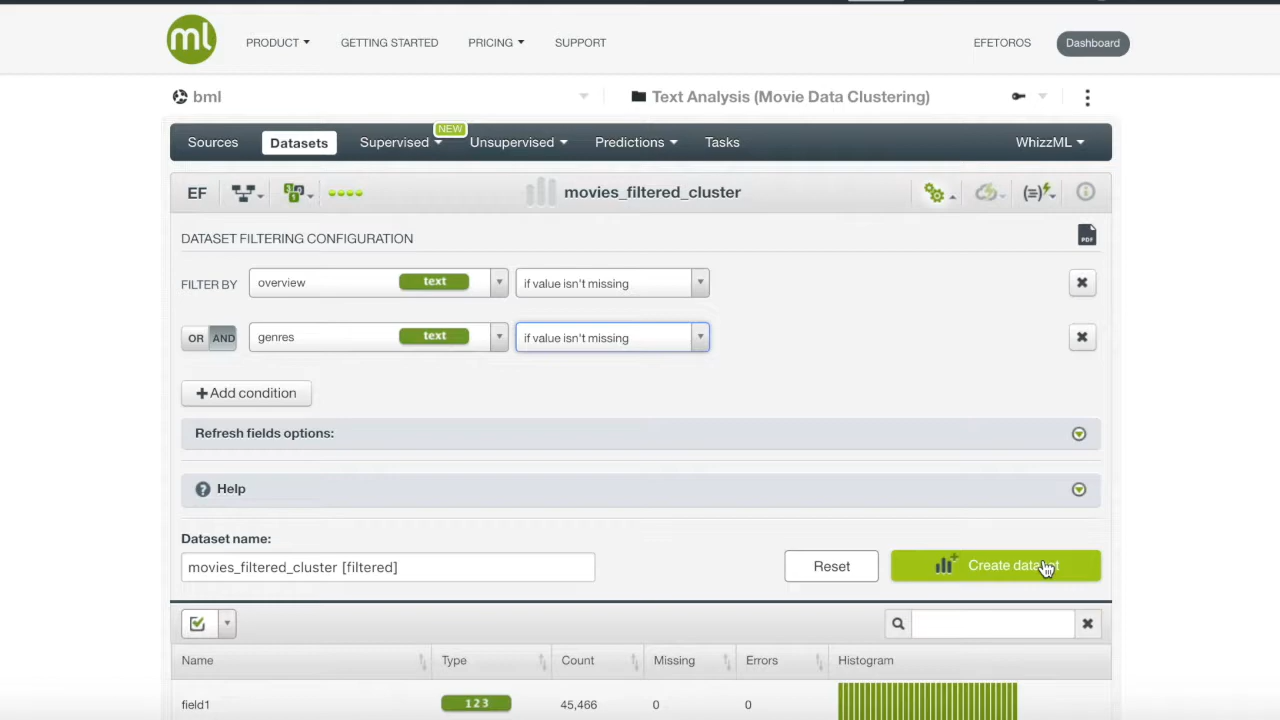 ml PRODUCT GETTING STARTED PRICING SUPPORT EFETOROS Dashboard
bml Text Analysis (Movie Data Clustering)
NEW
Sources Datasets Supervised Unsupervised Predictions Tasks WhizzML
EF movies_filtered_cluster
DATASET FILTERING CONFIGURATION PDF
FILTER BY overview text if value isn't missing
OR AND genres text if value isn't missing
Add condition
Refresh fields options:
Help
Dataset name:
movies_filtered_cluster [filtered] Reset Create dataset
Name Type Count Missing Errors Histogram
field1 123 45,466 0 0